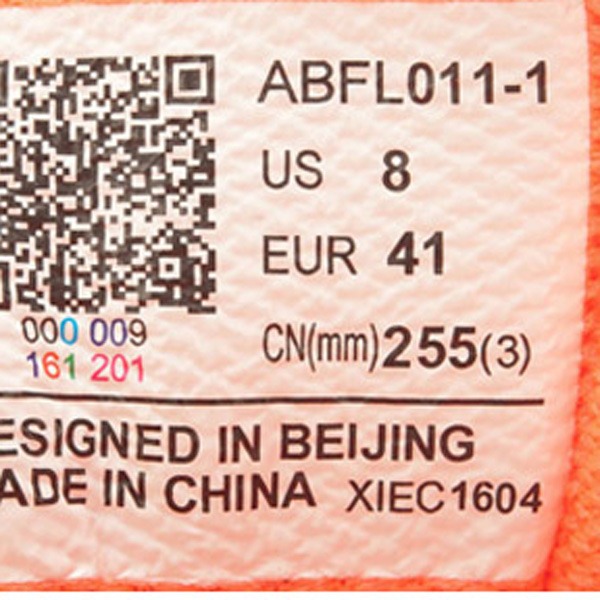 ABFL011-1
US 8
EUR 41
CN(mm)255(3)
000 009
161 201
ESIGNED IN BEIJING
ADE IN CHINA XIEC1604